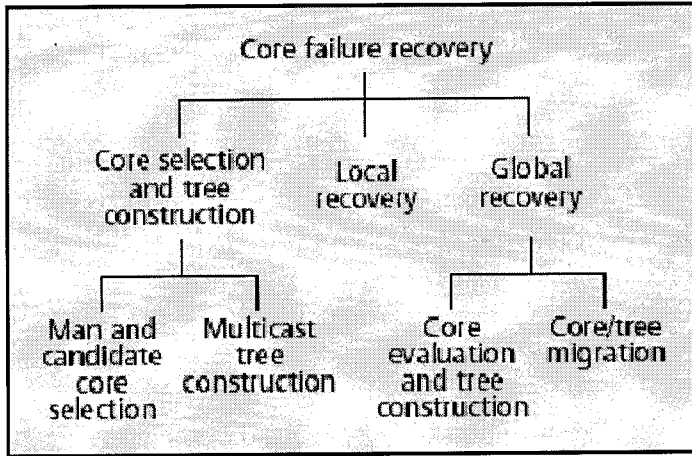 Core failure recovery
Core selection
and tree
construction
Local
recovery
Global
recovery
Man and
candidate
core
selection
Multicast
tree
construction
Core
evaluation
and tree
construction
Core/tree
migration